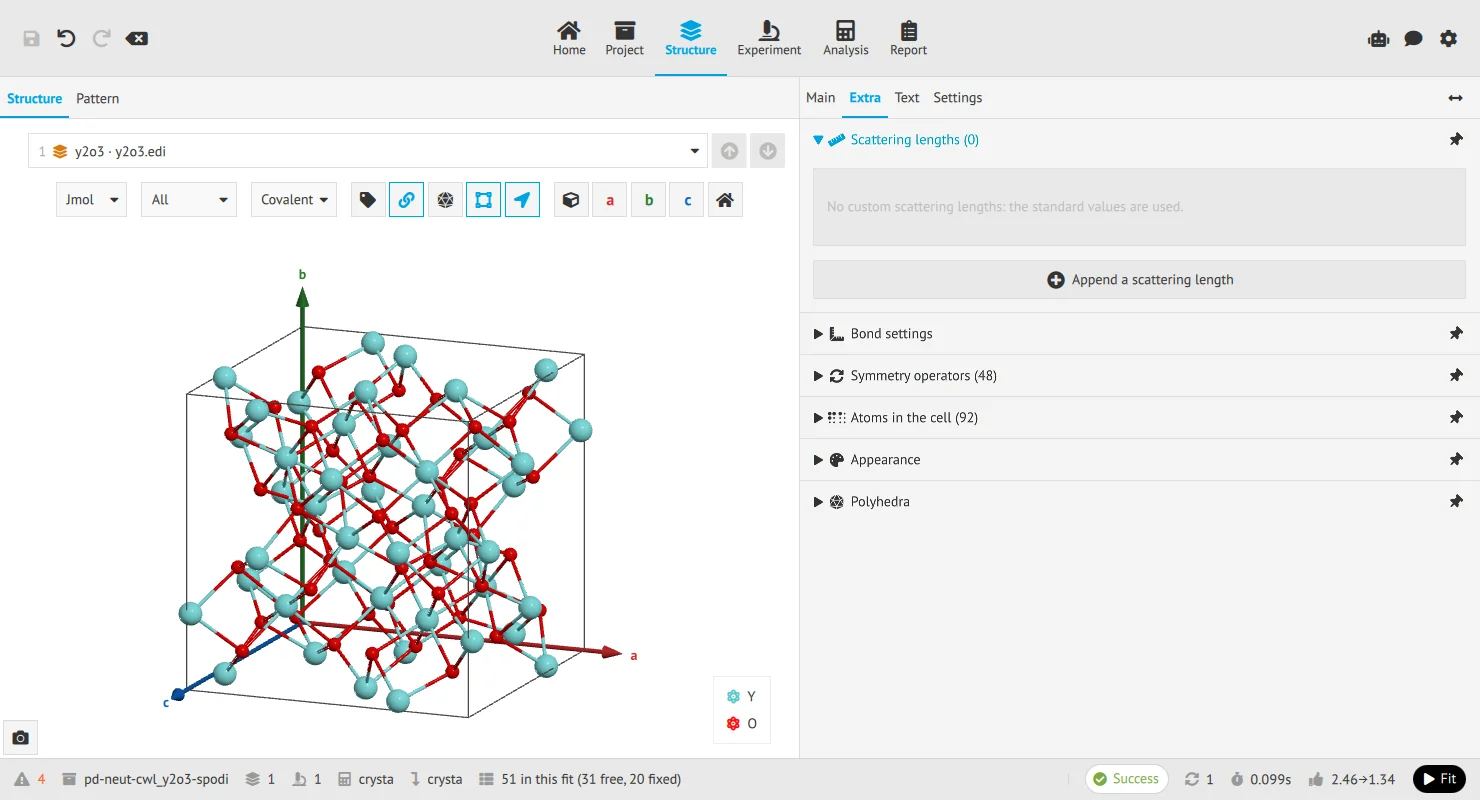 Home Project Structure Experiment Analysis Report
Structure Pattern
Main Extra Text Settings
1 y2o3 · y2o3.edi
Jmol All Covalent a b c
b
a
c
Y
O
Scattering lengths (0)
No custom scattering lengths: the standard values are used.
Append a scattering length
Bond settings
Symmetry operators (48)
Atoms in the cell (92)
Appearance
Polyhedra
4 pd-neut-cwl_y2o3-spodi 1 1 crysta crysta 51 in this fit (31 free, 20 fixed) Success 1 0.099s 2.46→1.34 Fit